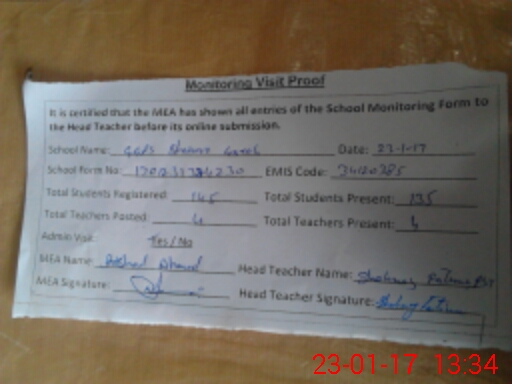 Monitoring Visit Proof
It is certified that the MEA has shown all entries of the School Monitoring Form to
the Head Teacher before its online submission.
School Name: GGPS Date: 23-1-17
School Form No: EMIS Code: 34120285
Total Students Registered: 145 Total Students Present: 135
Total Teachers Posted: 4 Total Teachers Present: 4
Admin Visit: Yes / No
MEA Name: Ahmed Head Teacher Name:
MEA Signature: Head Teacher Signature:
23-01-17 13:34